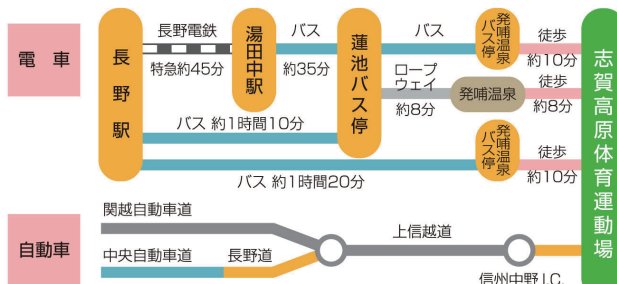 電車
長野駅
長野電鉄
特急約45分
湯田中駅
バス
約35分
蓮池バス停
バス
発哺温泉
バス停
徒歩
約10分
ロープ
ウェイ
約8分
発哺温泉
徒歩
約8分
バス 約1時間10分
バス 約1時間20分
発哺温泉
バス停
徒歩
約10分
志賀高原体育運動場
自動車
関越自動車道
中央自動車道
長野道
上信越道
信州中野I.C.